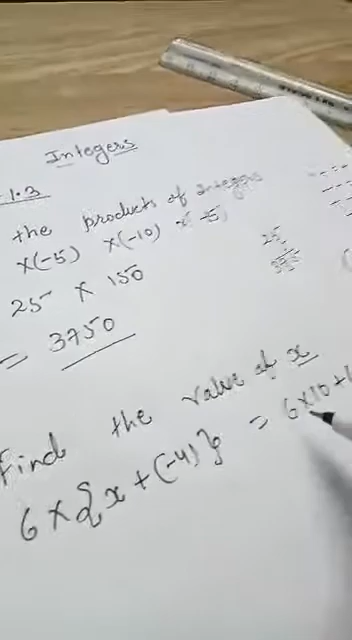 Integers
1.3
the products of integers
x(-5) x(-10) x -5
25 x 150
25
= 3750
Find the value of x
6 x {x + (-4)} = 6x10+